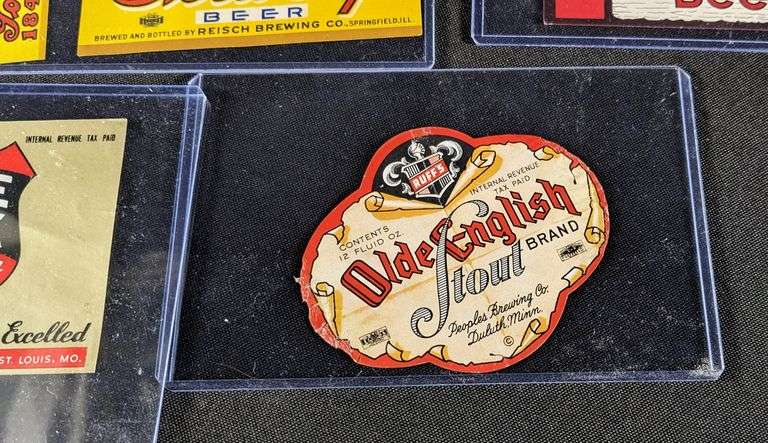 184
BEER
BREWED AND BOTTLED BY REISCH BREWING CO., SPRINGFIELD, ILL
INTERNAL REVENUE TAX PAID
Excelled
ST. LOUIS, MO.
RUFF'S
INTERNAL REVENUE
TAX PAID
CONTENTS
12 FLUID OZ.
Olde English
Stout BRAND
Peoples Brewing Co.
Duluth, Minn.
©